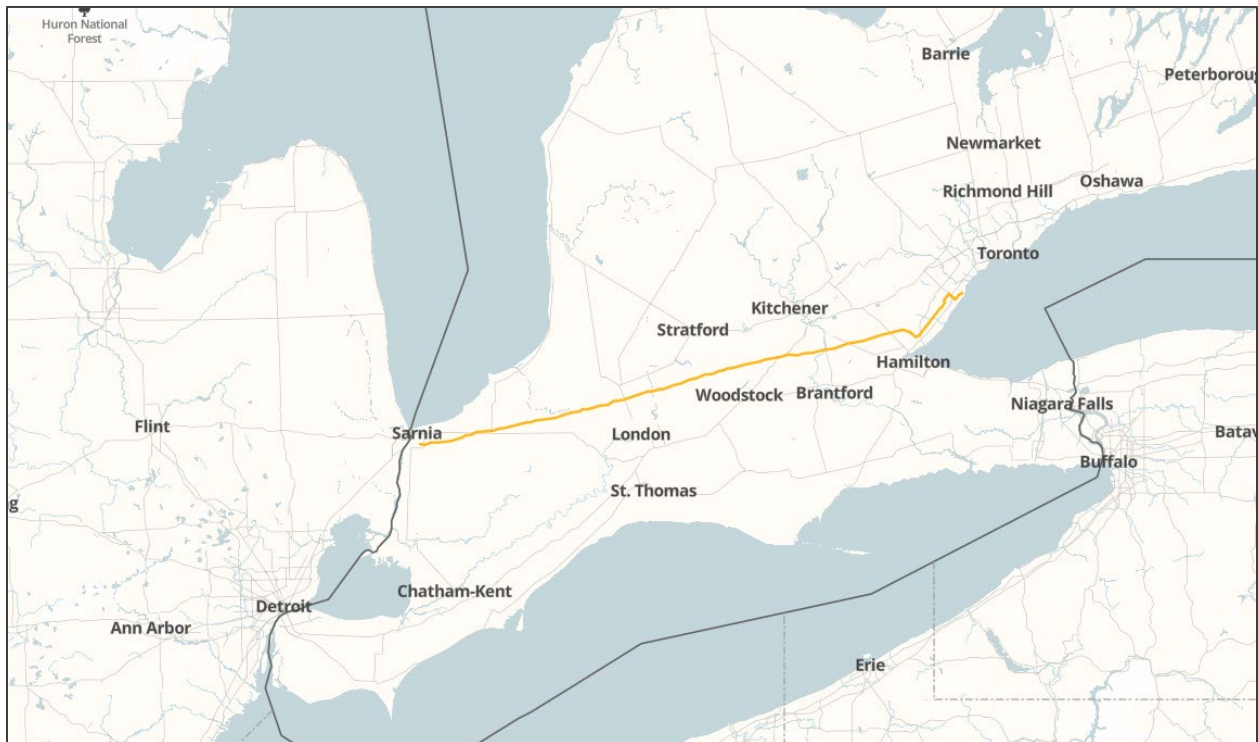 Huron National
Forest
Barrie
Peterboroug
Newmarket
Richmond Hill
Oshawa
Toronto
Kitchener
Stratford
Hamilton
Woodstock
Brantford
Niagara Falls
Flint
Sarnia
London
Batav
Buffalo
St. Thomas
g
Chatham-Kent
Detroit
Ann Arbor
Erie